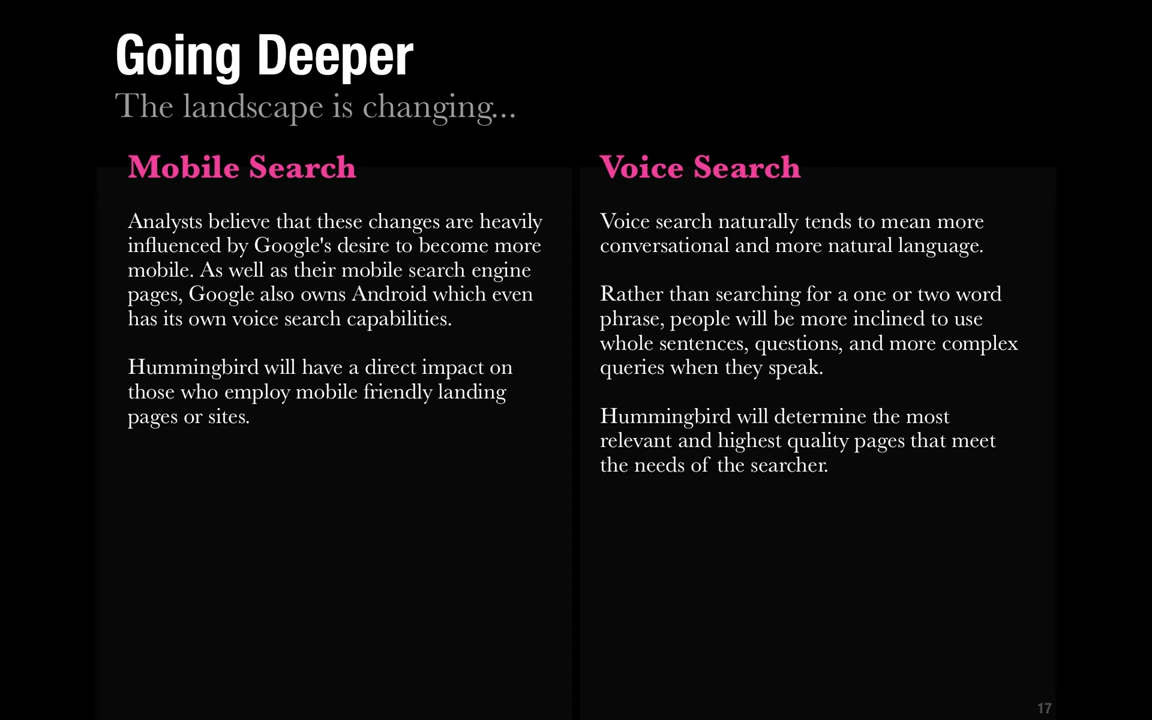 Going Deeper
The landscape is changing...
Mobile Search
Analysts believe that these changes are heavily
influenced by Google's desire to become more
mobile. As well as their mobile search engine
pages, Google also owns Android which even
has its own voice search capabilities.
Hummingbird will have a direct impact on
those who employ mobile friendly landing
pages or sites.
Voice Search
Voice search naturally tends to mean more
conversational and more natural language.
Rather than searching for a one or two word
phrase, people will be more inclined to use
whole sentences, questions, and more complex
queries when they speak.
Hummingbird will determine the most
relevant and highest quality pages that meet
the needs of the searcher.
17